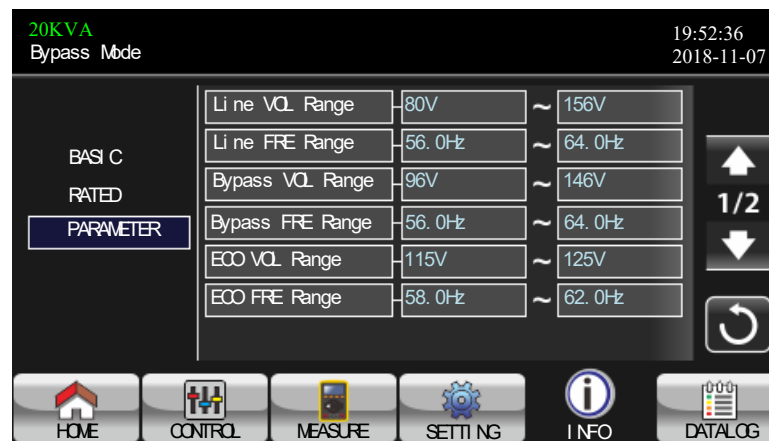 20KVA
19:52:36
Bypass Mode
2018-11-07
BASIC
RATED
PARAMETER
Line VOL Range 80V ~ 156V
Line FRE Range 56.0Hz ~ 64.0Hz
Bypass VOL Range 96V ~ 146V
Bypass FRE Range 56.0Hz ~ 64.0Hz
ECO VOL Range 115V ~ 125V
ECO FRE Range 58.0Hz ~ 62.0Hz
1/2
HOME CONTROL MEASURE SETTING INFO DATALOG